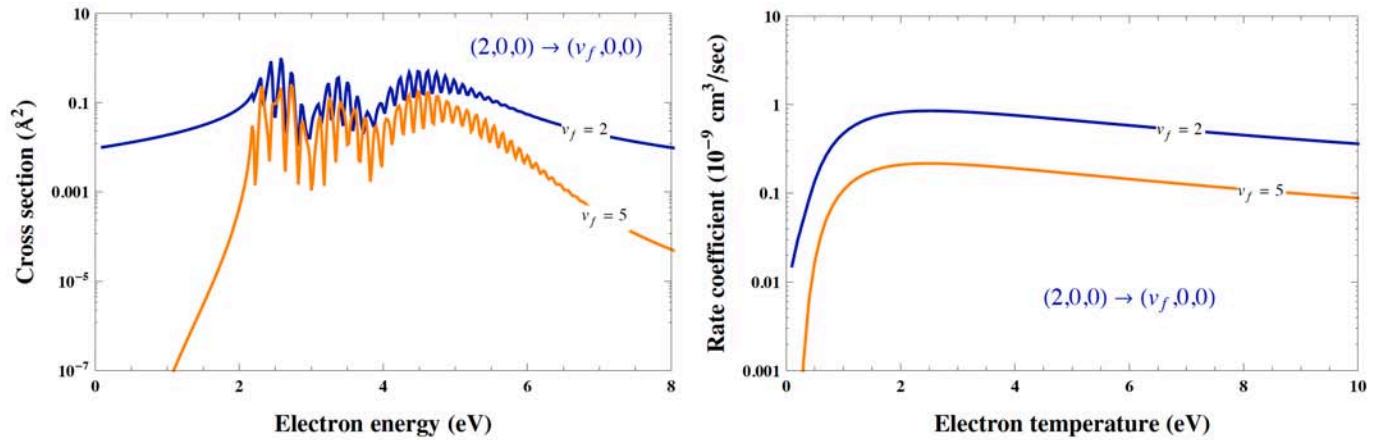 10
0.1
0.001
10⁻⁵
10⁻⁷
Cross section (Å²)
(2,0,0) → (v_f,0,0)
v_f = 2
v_f = 5
0 2 4 6 8
Electron energy (eV)
10
1
0.1
0.01
0.001
Rate coefficient (10⁻⁹ cm³/sec)
v_f = 2
v_f = 5
(2,0,0) → (v_f,0,0)
0 2 4 6 8 10
Electron temperature (eV)